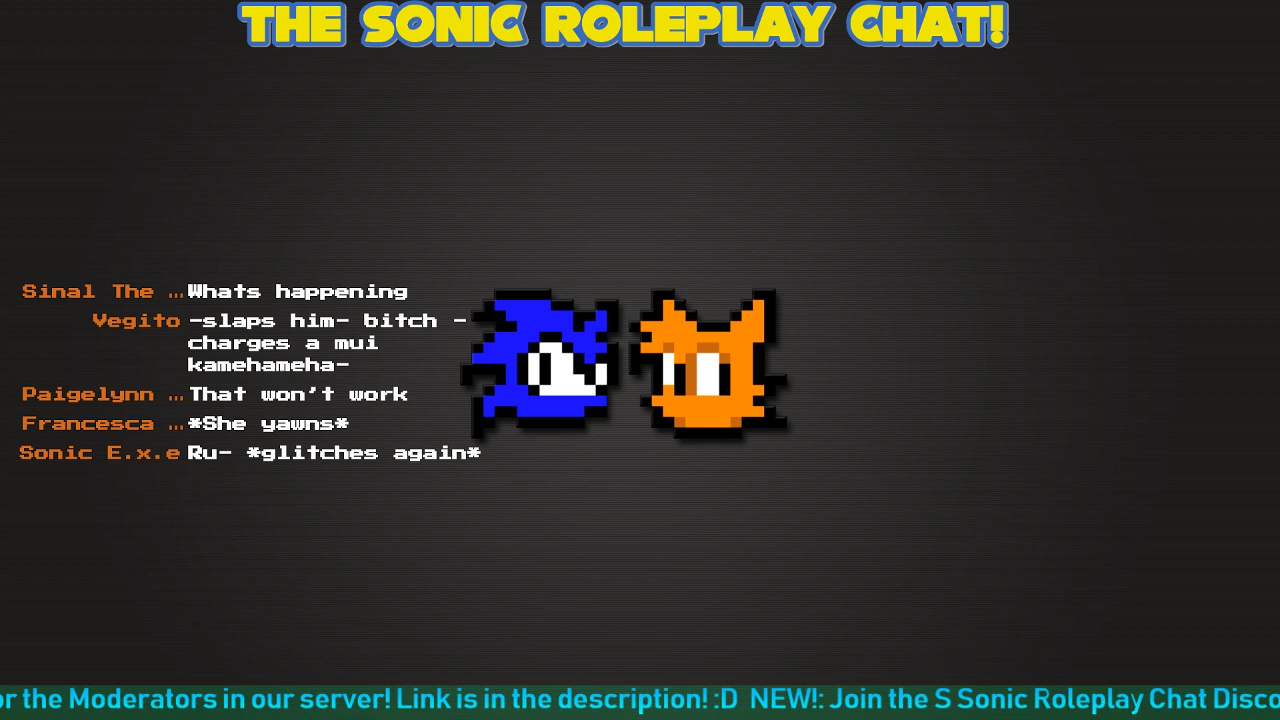 THE SONIC ROLEPLAY CHAT!
Sinal The ... Whats happening
Vegito -slaps him- bitch -
charges a mui
kamehameha-
Paigelynn ... That won't work
Francesca ... *She yawns*
Sonic E.x.e Ru- *glitches again*
or the Moderators in our server! Link is in the description! :D NEW!: Join the S Sonic Roleplay Chat Disco